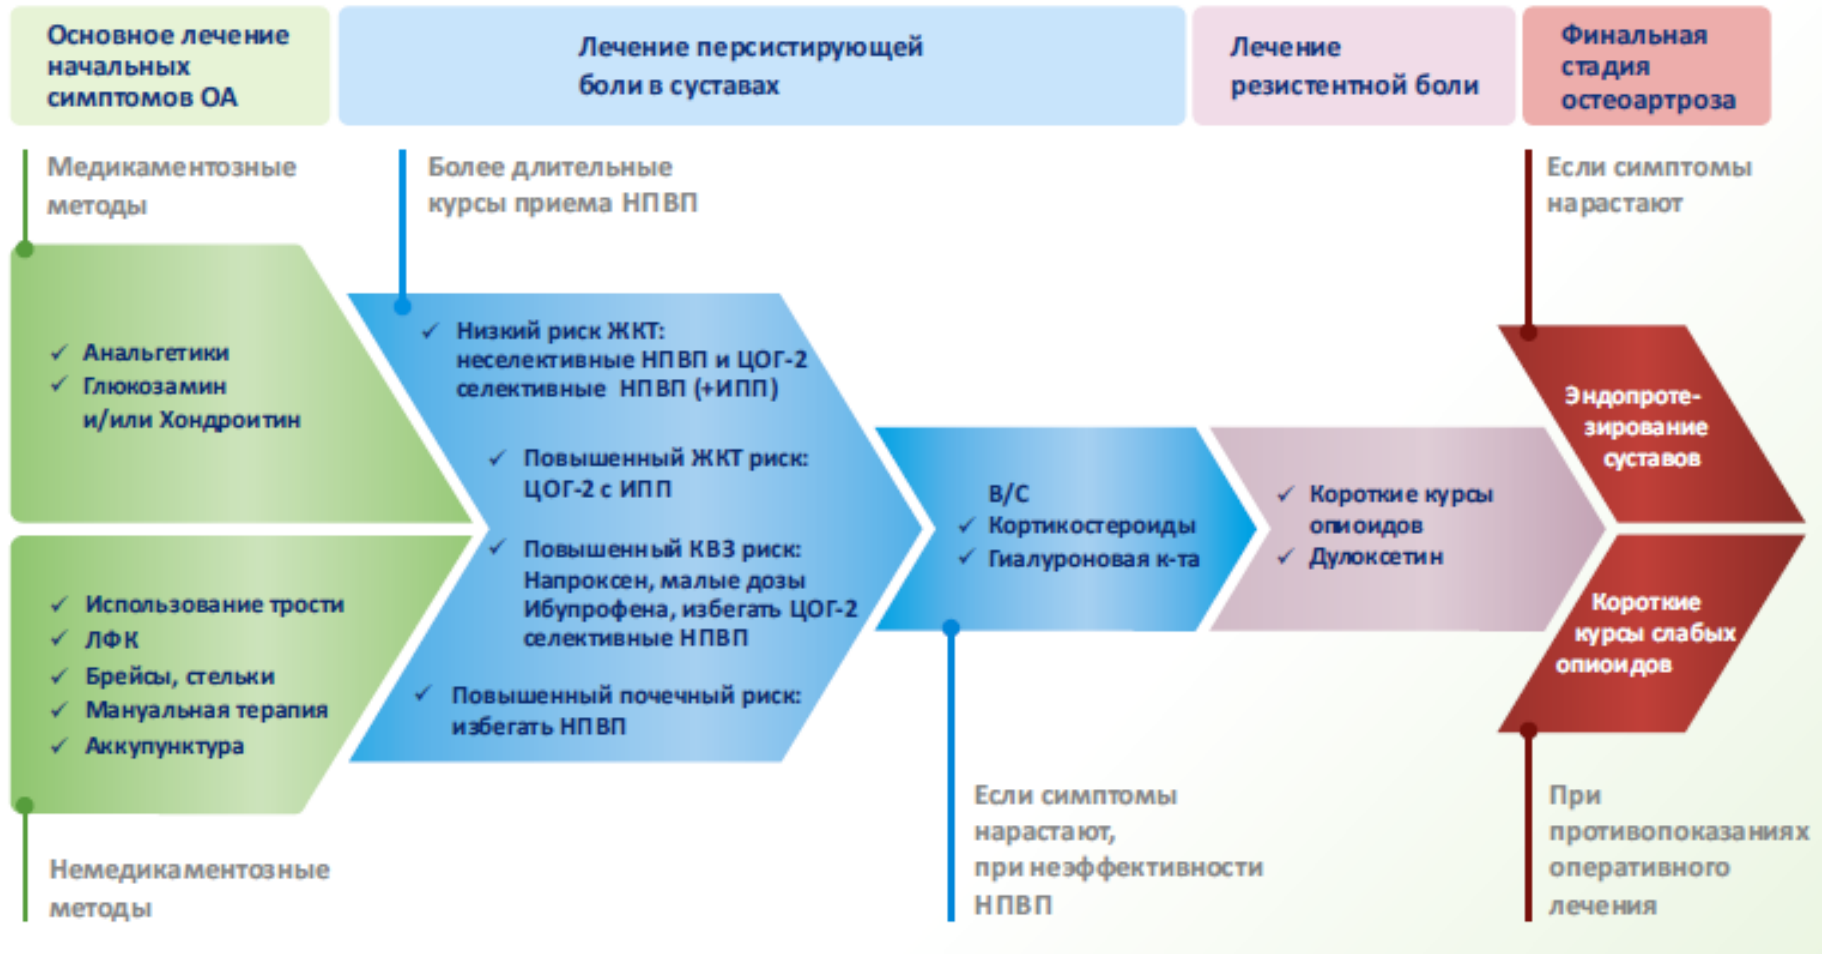 Основное лечение
начальных
симптомов ОА
Лечение персистирующей
боли в суставах
Лечение
резистентной боли
Финальная
стадия
остеоартроза
Медикаментозные
методы
Более длительные
курсы приема НПВП
Если симптомы
нарастают
✓ Анальгетики
✓ Глюкозамин
и/или Хондроитин
✓ Использование трости
✓ ЛФК
✓ Брейсы, стельки
✓ Мануальная терапия
✓ Аккупунктура
Немедикаментозные
методы
✓ Низкий риск ЖКТ:
неселективные НПВП и ЦОГ-2
селективные НПВП (+ИПП)
✓ Повышенный ЖКТ риск:
ЦОГ-2 с ИПП
✓ Повышенный КВЗ риск:
Напроксен, малые дозы
Ибупрофена, избегать ЦОГ-2
селективные НПВП
✓ Повышенный почечный риск:
избегать НПВП
В/С
✓ Кортикостероиды
✓ Гиалуроновая к-та
Если симптомы
нарастают,
при неэффективности
НПВП
✓ Короткие курсы
опиоидов
✓ Дулоксетин
Эндопроте-
зирование
суставов
Короткие
курсы слабых
опиоидов
При
противопоказаниях
оперативного
лечения